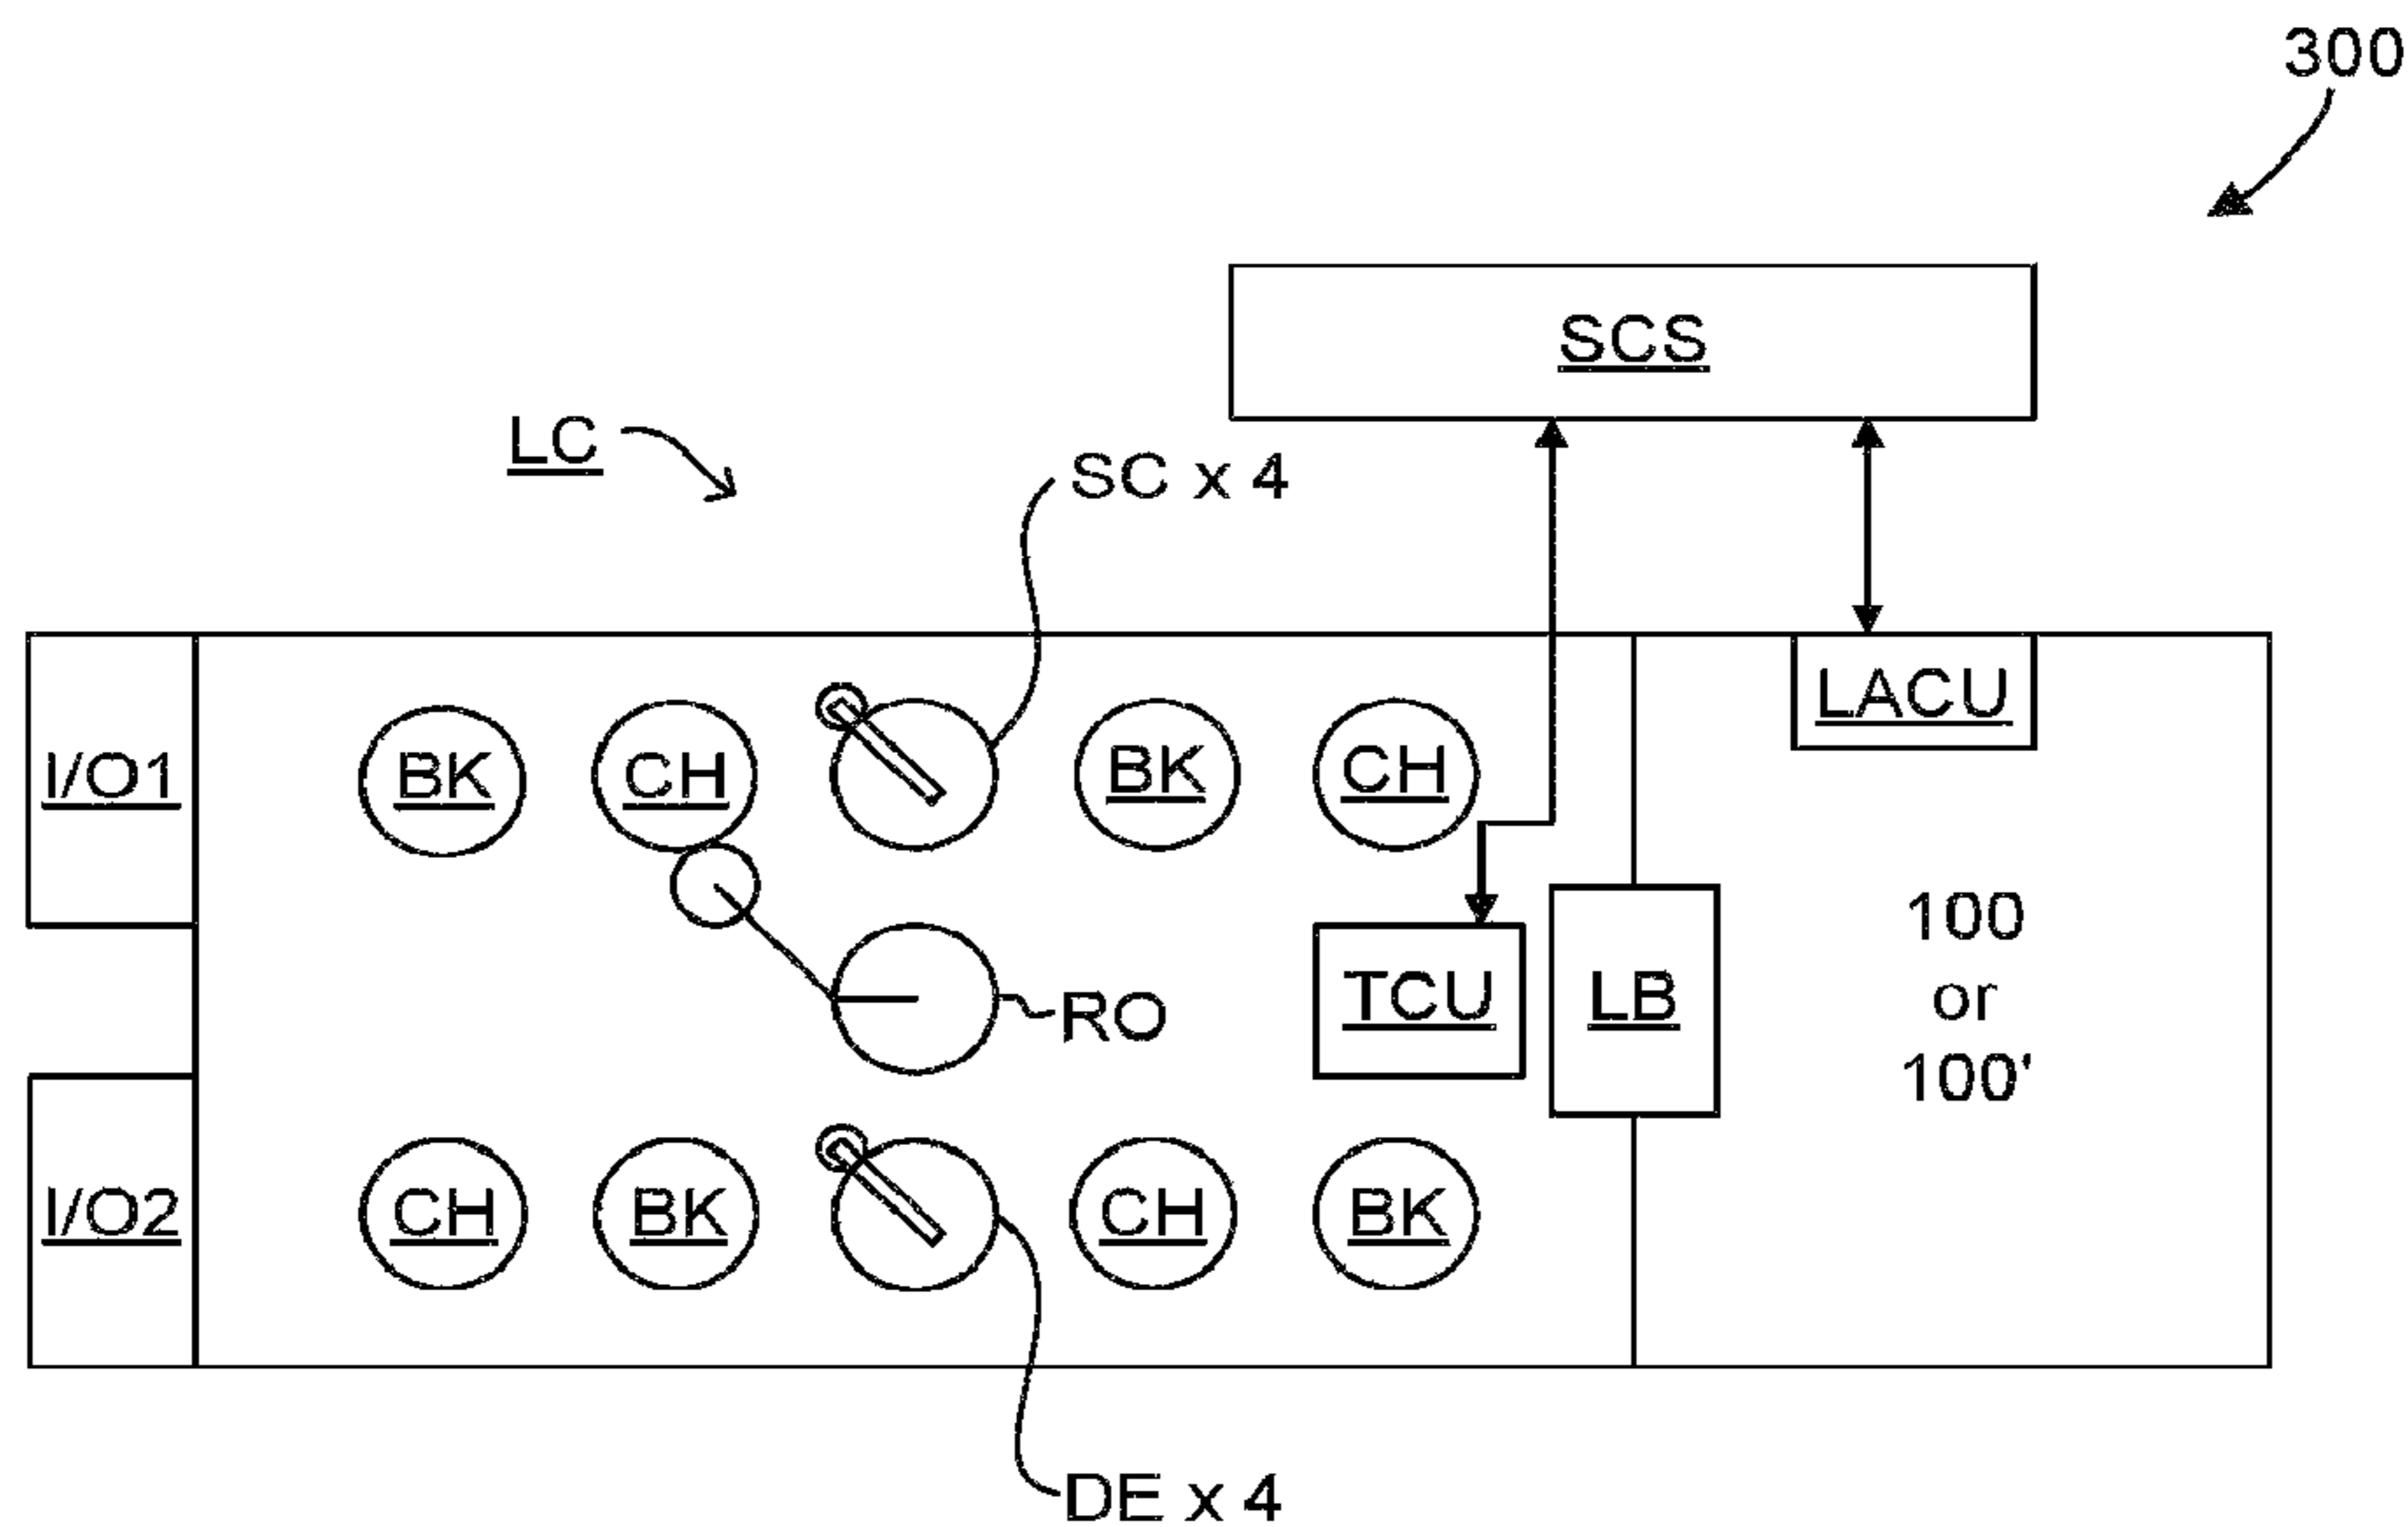 300
SCS
LC
SC x 4
LACU
I/O1
BK
CH
BK
CH
100
or
100'
TCU
LB
RO
I/O2
CH
BK
CH
BK
DE x 4